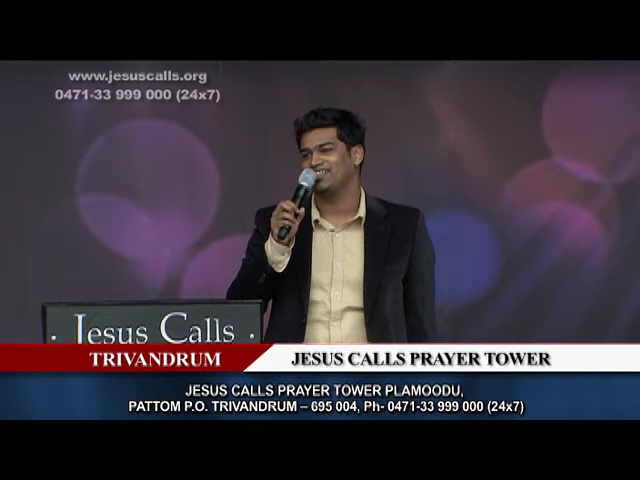 www.jesuscalls.org
0471-33 999 000 (24x7)
Jesus Calls
TRIVANDRUM
JESUS CALLS PRAYER TOWER
JESUS CALLS PRAYER TOWER PLAMOODU,
PATTOM P.O. TRIVANDRUM – 695 004, Ph- 0471-33 999 000 (24x7)